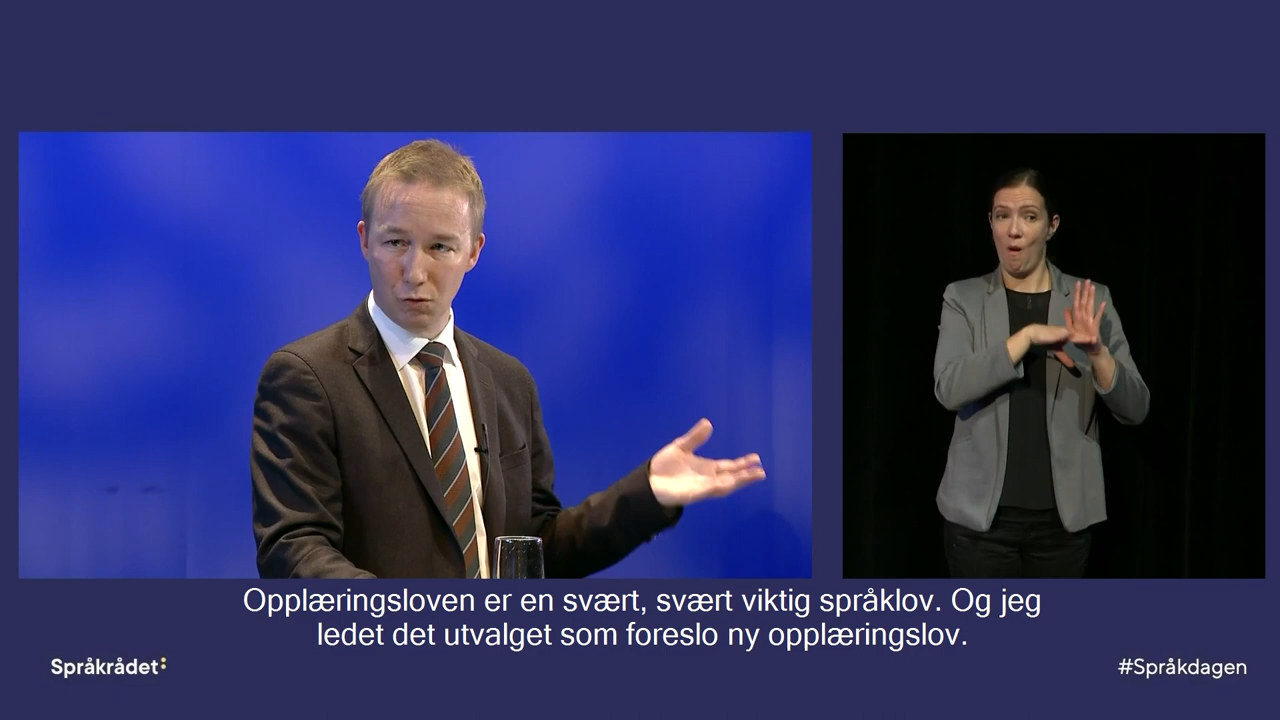 Opplæringsloven er en svært, svært viktig språklov. Og jeg
ledet det utvalget som foreslo ny opplæringslov.
Språkrådet:
#Språkdagen